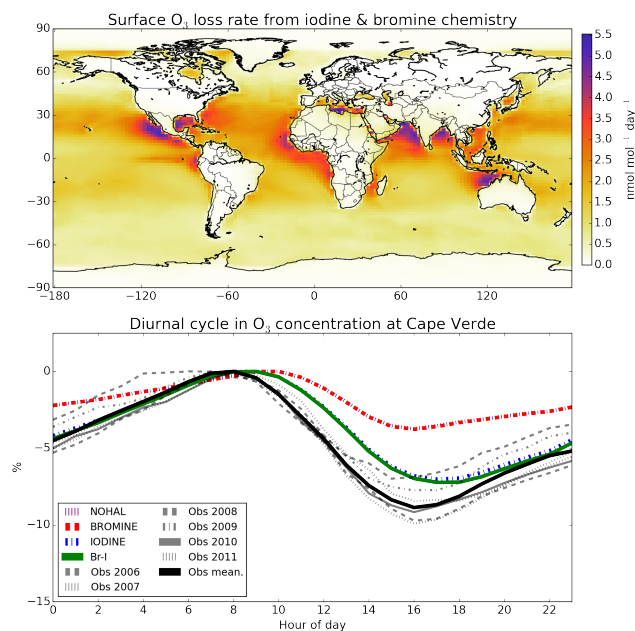 Surface O₃ loss rate from iodine & bromine chemistry
90
60
30
0
−30
−60
−90
−180
−120
−60
0
60
120
5.5
5.0
4.5
4.0
3.5
3.0
2.5
2.0
1.5
1.0
0.5
0.0
nmol mol⁻¹ day⁻¹
Diurnal cycle in O₃ concentration at Cape Verde
0
−5
−10
−15
%
NOHAL
BROMINE
IODINE
Br-I
Obs 2006
Obs 2007
Obs 2008
Obs 2009
Obs 2010
Obs 2011
Obs mean.
0 2 4 6 8 10 12 14 16 18 20 22
Hour of day